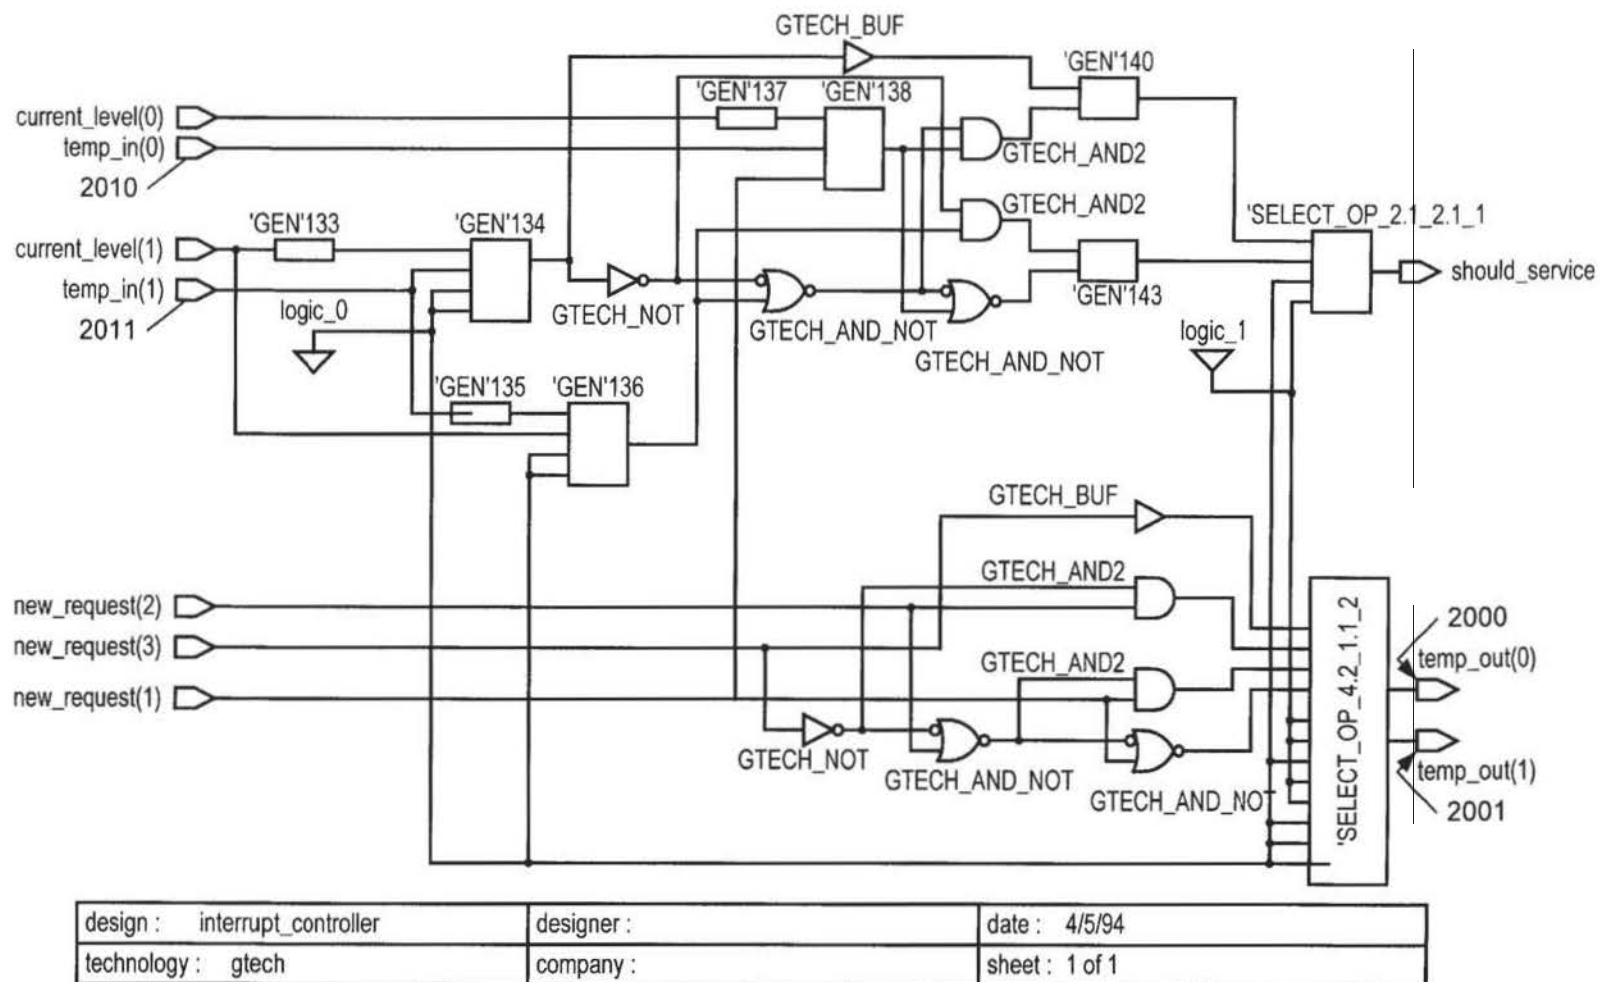 GTECH_BUF
'GEN'140
'GEN'137
'GEN'138
current_level(0)
temp_in(0)
GTECH_AND2
2010
'GEN'133
'GEN'134
GTECH_AND2
'SELECT_OP_2.1_2.1_1
current_level(1)
temp_in(1)
should_service
logic_0
GTECH_NOT
'GEN'143
2011
GTECH_AND_NOT
logic_1
GTECH_AND_NOT
'GEN'135
'GEN'136
GTECH_BUF
GTECH_AND2
new_request(2)
2000
new_request(3)
GTECH_AND2
temp_out(0)
new_request(1)
'SELECT_OP_4.2_1.1_2
GTECH_NOT
GTECH_AND_NOT
temp_out(1)
GTECH_AND_NOT
2001
design : interrupt_controller
designer :
date : 4/5/94
technology : gtech
company :
sheet : 1 of 1